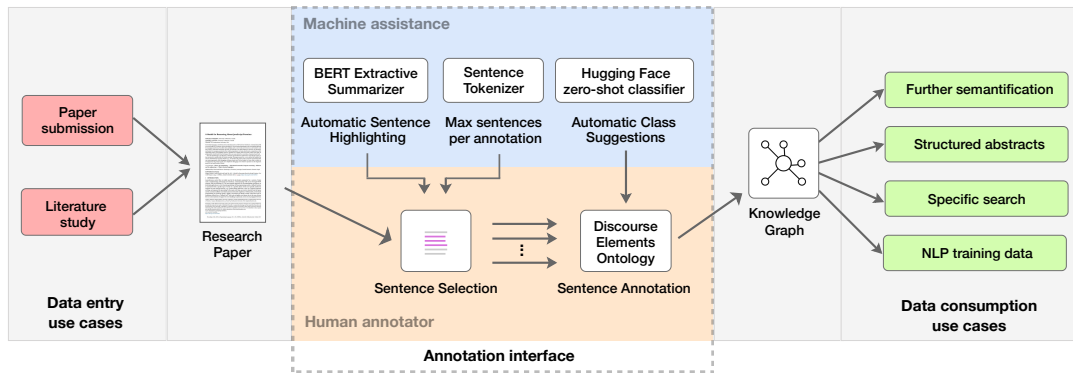 Machine assistance
BERT Extractive
Summarizer
Sentence
Tokenizer
Hugging Face
zero-shot classifier
Automatic Sentence
Highlighting
Max sentences
per annotation
Automatic Class
Suggestions
Paper
submission
Literature
study
Research
Paper
Data entry
use cases
Discourse
Elements
Ontology
Sentence Selection
Sentence Annotation
Human annotator
Annotation interface
Knowledge
Graph
Further semantification
Structured abstracts
Specific search
NLP training data
Data consumption
use cases